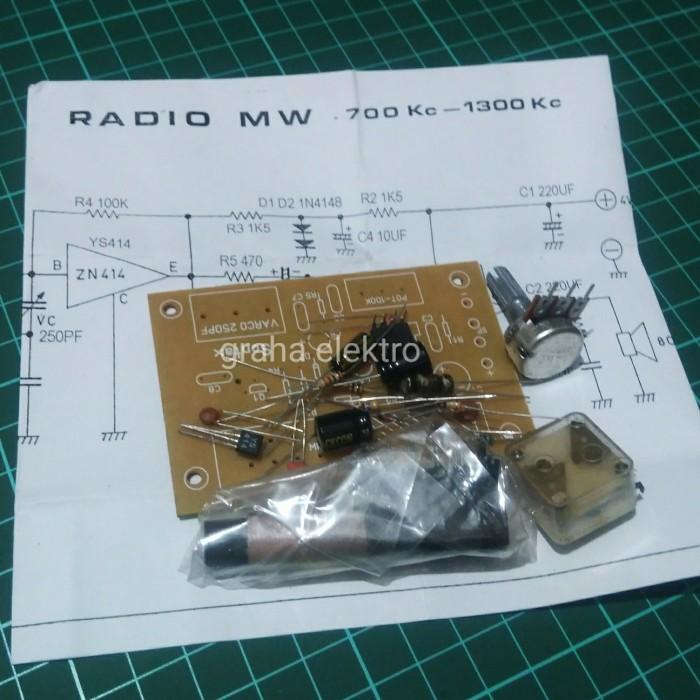 RADIO MW 700 Kc - 1300 Kc
R4 100K
D1 D2 1N4148
R2 1K5
C1 220UF
R3 1K5
C4 10UF
YS414
B
ZN 414
E
C
R5 470
VC
250PF
C2 220UF
VARCO 250PF
POT-100K
graha elektro